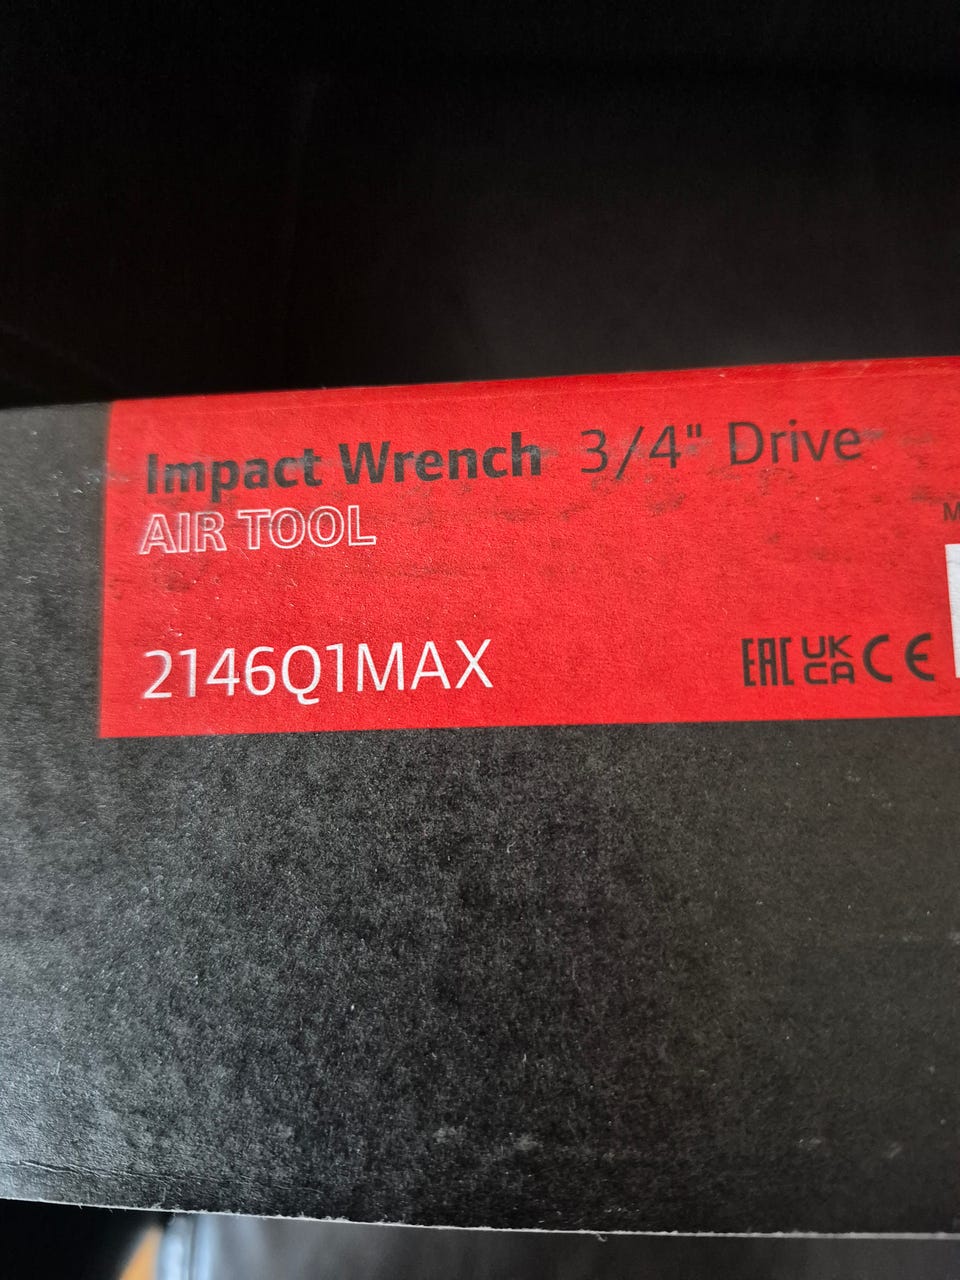 Impact Wrench 3/4" Drive
AIR TOOL
2146Q1MAX
EAC UK CA CE